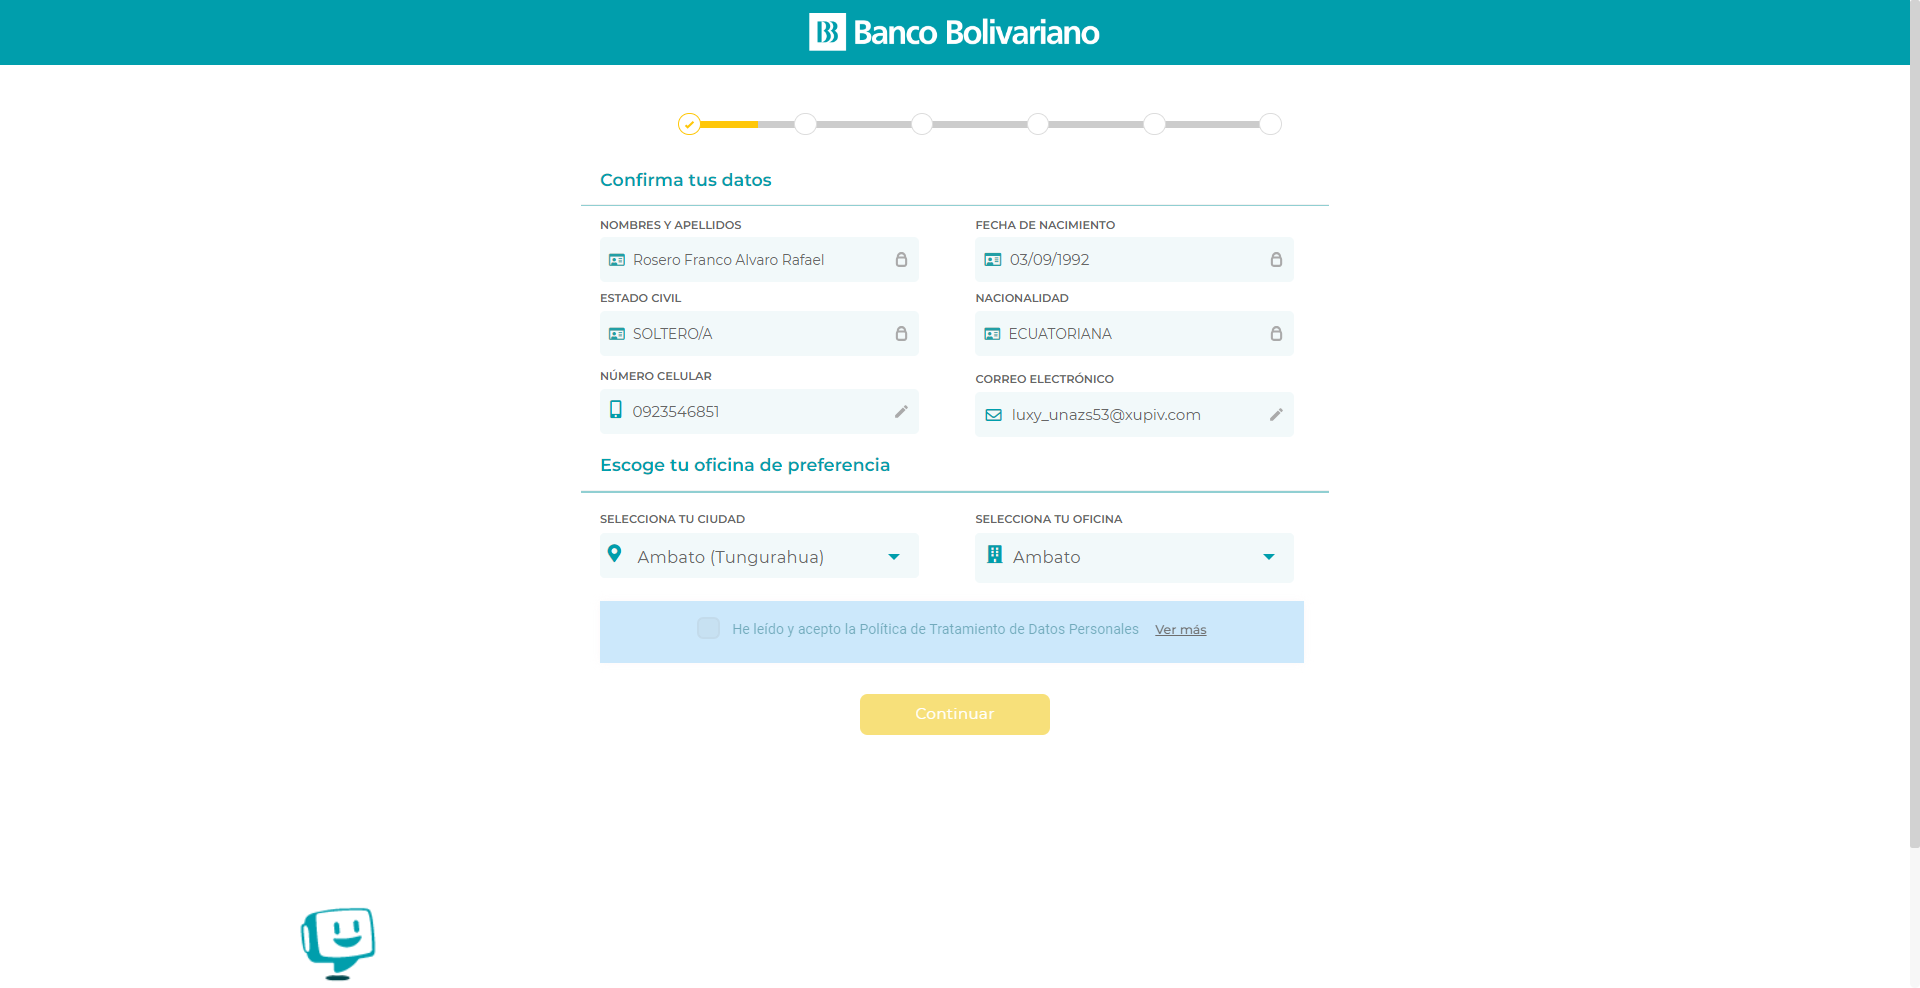 Banco Bolivariano
Confirma tus datos
NOMBRES Y APELLIDOS
Rosero Franco Alvaro Rafael
FECHA DE NACIMIENTO
03/09/1992
ESTADO CIVIL
SOLTERO/A
NACIONALIDAD
ECUATORIANA
NÚMERO CELULAR
0923546851
CORREO ELECTRÓNICO
luxy_unazs53@xupiv.com
Escoge tu oficina de preferencia
SELECCIONA TU CIUDAD
Ambato (Tungurahua)
SELECCIONA TU OFICINA
Ambato
He leído y acepto la Política de Tratamiento de Datos Personales Ver más
Continuar